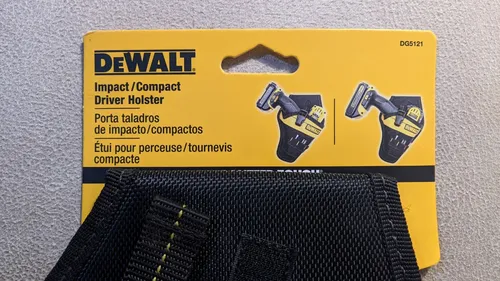 DEWALT
DG5121
Impact/Compact
Driver Holster
Porta taladros
de impacto/compactos
Étui pour perceuse/tournevis
compacte